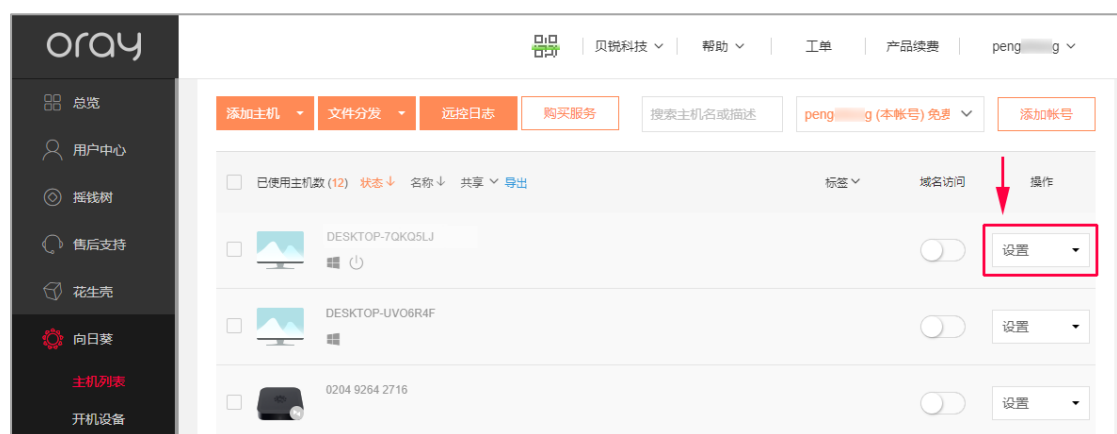 oray
贝锐科技 帮助 工单 产品续费 peng g
总览
用户中心
摇钱树
售后支持
花生壳
向日葵
主机列表
开机设备
添加主机 文件分发 远控日志 购买服务 搜索主机名或描述 peng g (本帐号) 免费 添加帐号
已使用主机数 (12) 状态 名称 共享 导出 标签 域名访问 操作
DESKTOP-7QKQ5LJ
设置
DESKTOP-UVO6R4F
设置
0204 9264 2716
设置